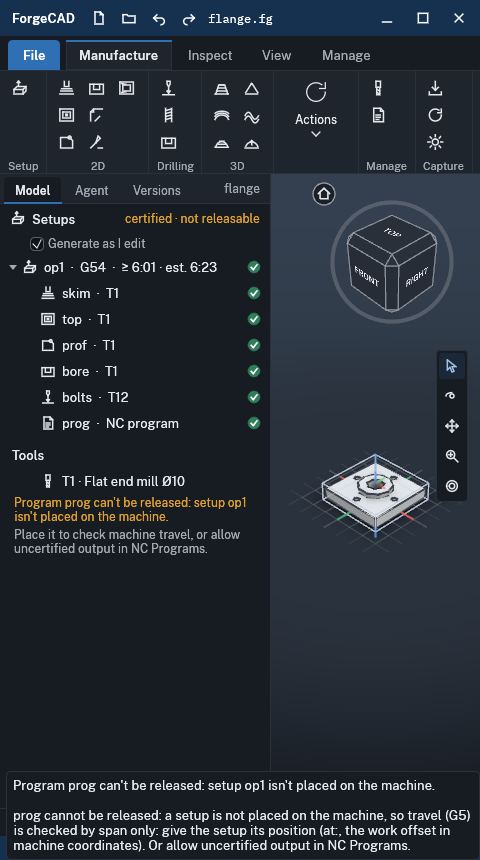 ForgeCAD flange.fg
File Manufacture Inspect View Manage
Actions
Setup 2D Drilling 3D Manage Capture
Model Agent Versions flange
Setups certified · not releasable
Generate as I edit
op1 · G54 · ≥ 6:01 · est. 6:23
skim · T1
top · T1
prof · T1
bore · T1
bolts · T12
prog · NC program
Tools
T1 · Flat end mill Ø10
Program prog can't be released: setup op1
isn't placed on the machine.
Place it to check machine travel, or allow
uncertified output in NC Programs.
TOP
FRONT
RIGHT
Program prog can't be released: setup op1 isn't placed on the machine.
prog cannot be released: a setup is not placed on the machine, so travel (G5)
is checked by span only: give the setup its position (at:, the work offset in
machine coordinates). Or allow uncertified output in NC Programs.